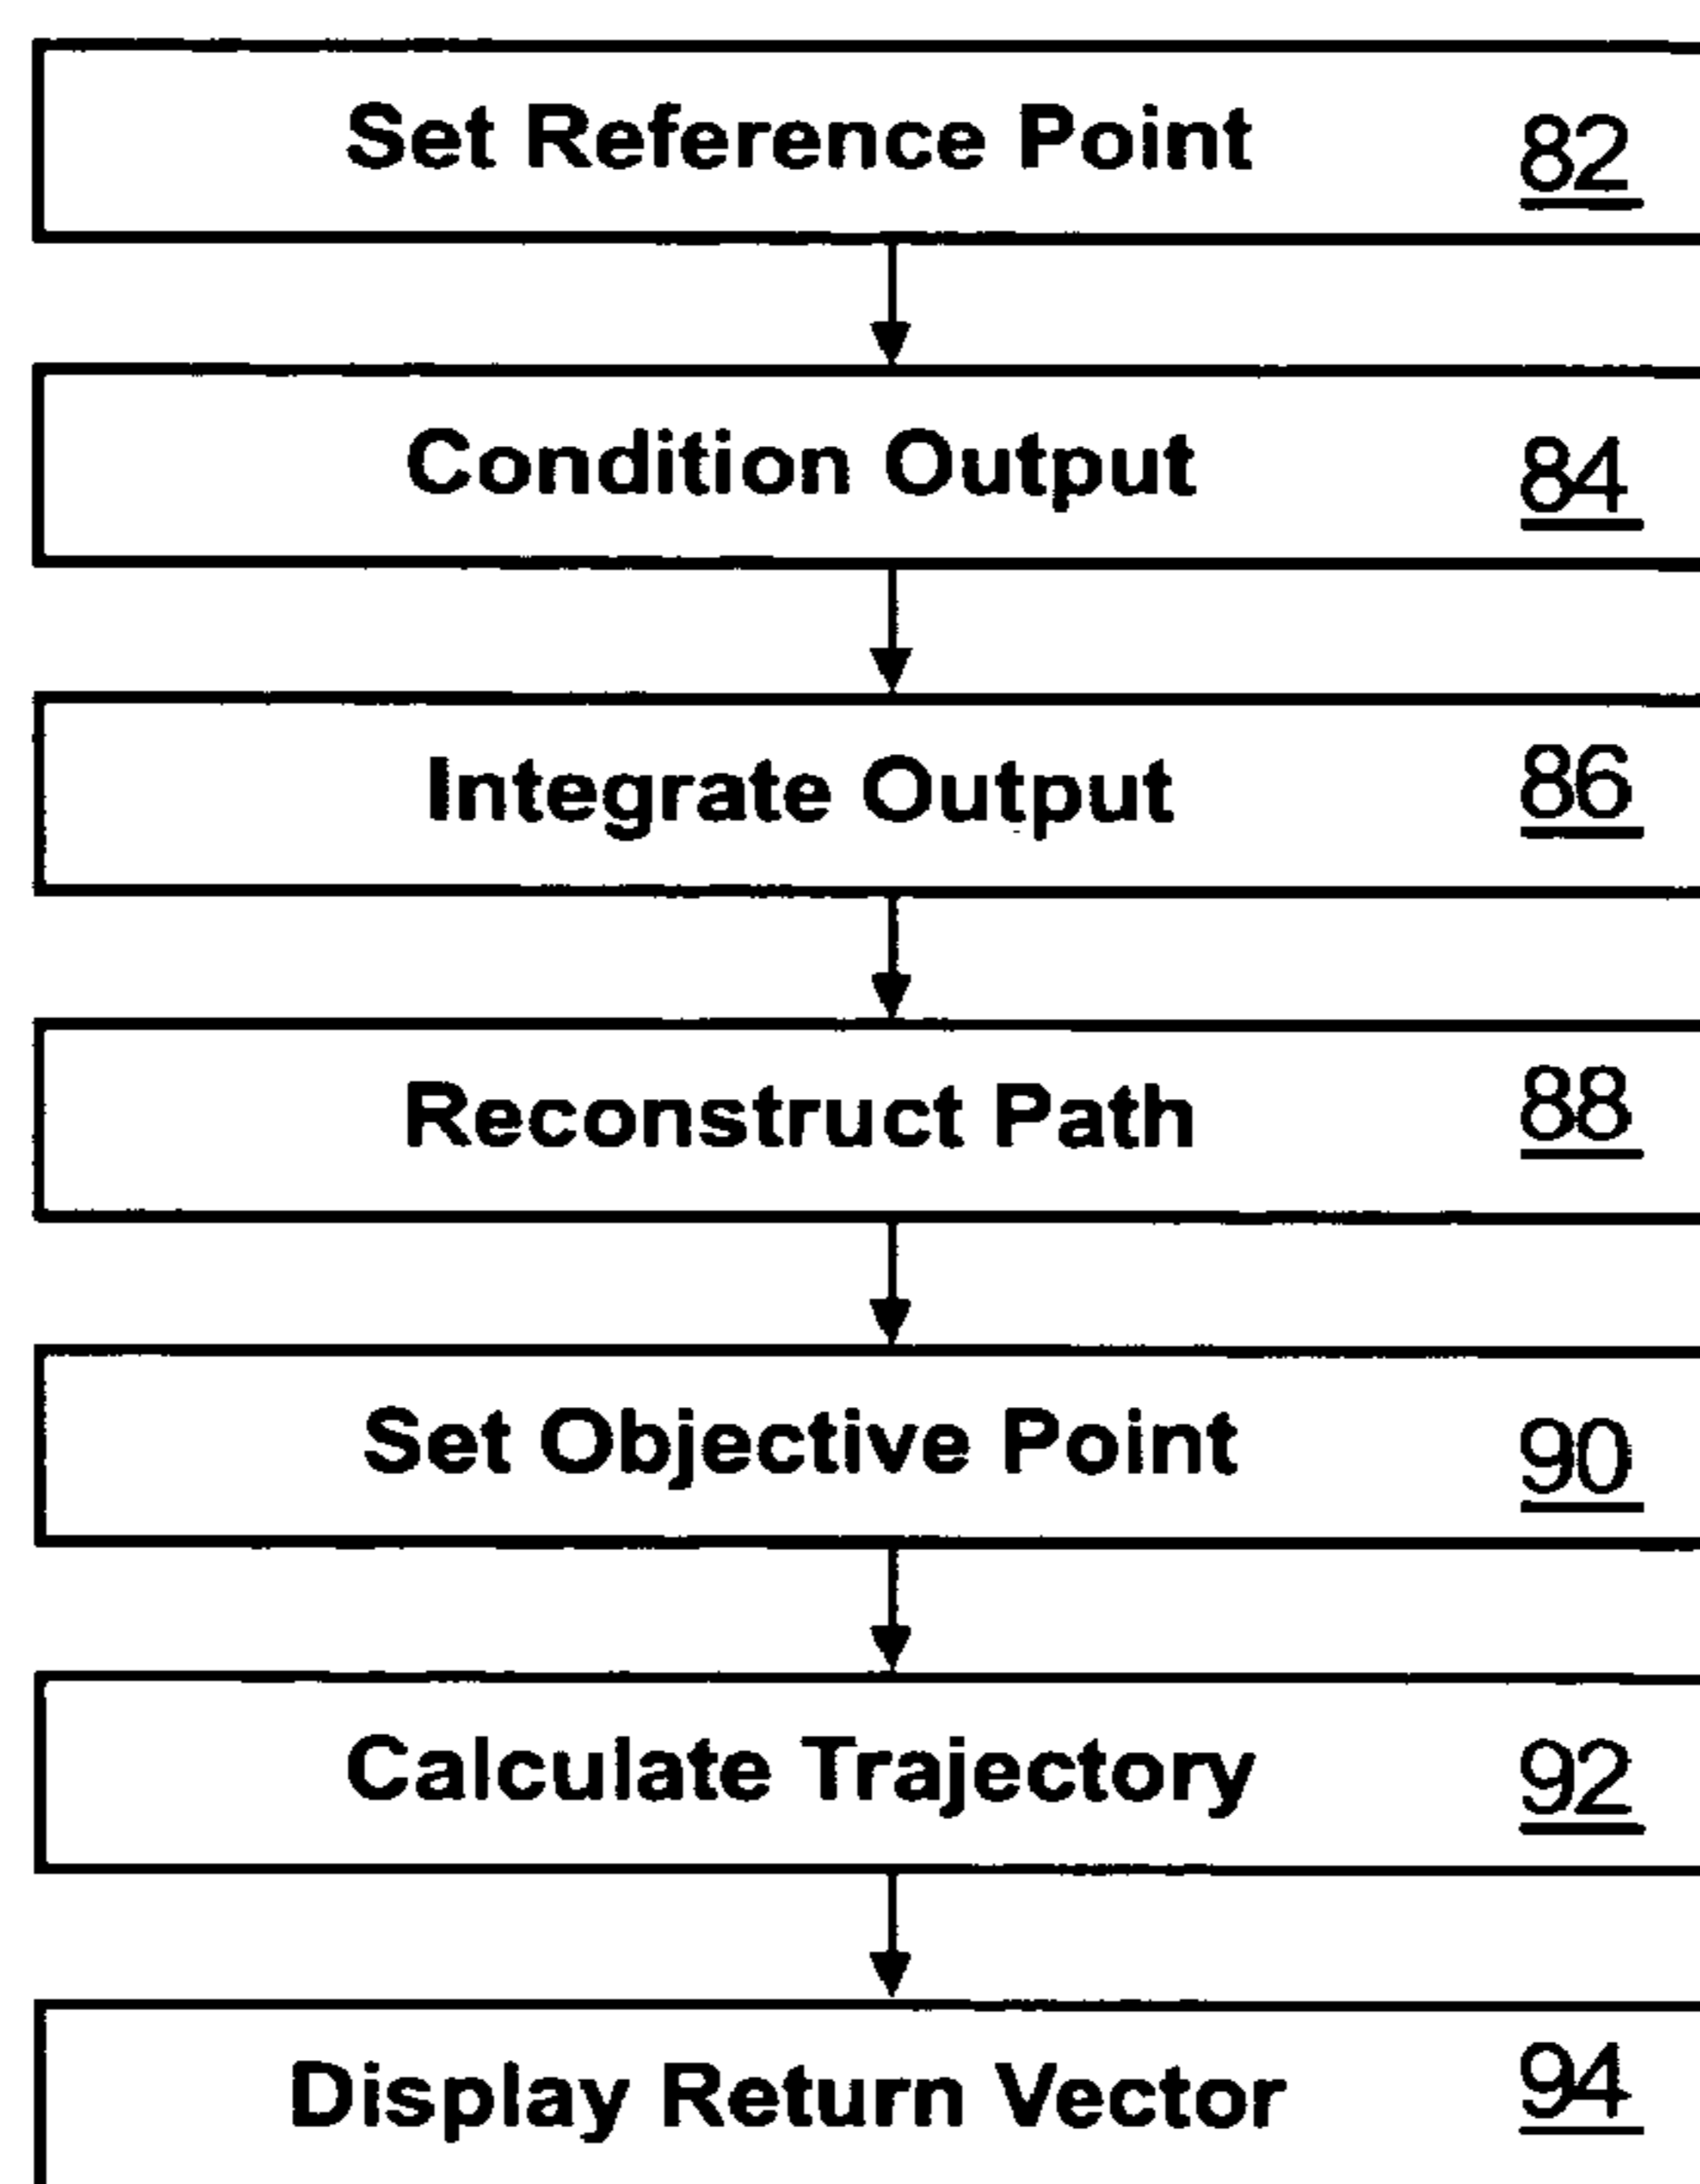 Set Reference Point 82
Condition Output 84
Integrate Output 86
Reconstruct Path 88
Set Objective Point 90
Calculate Trajectory 92
Display Return Vector 94